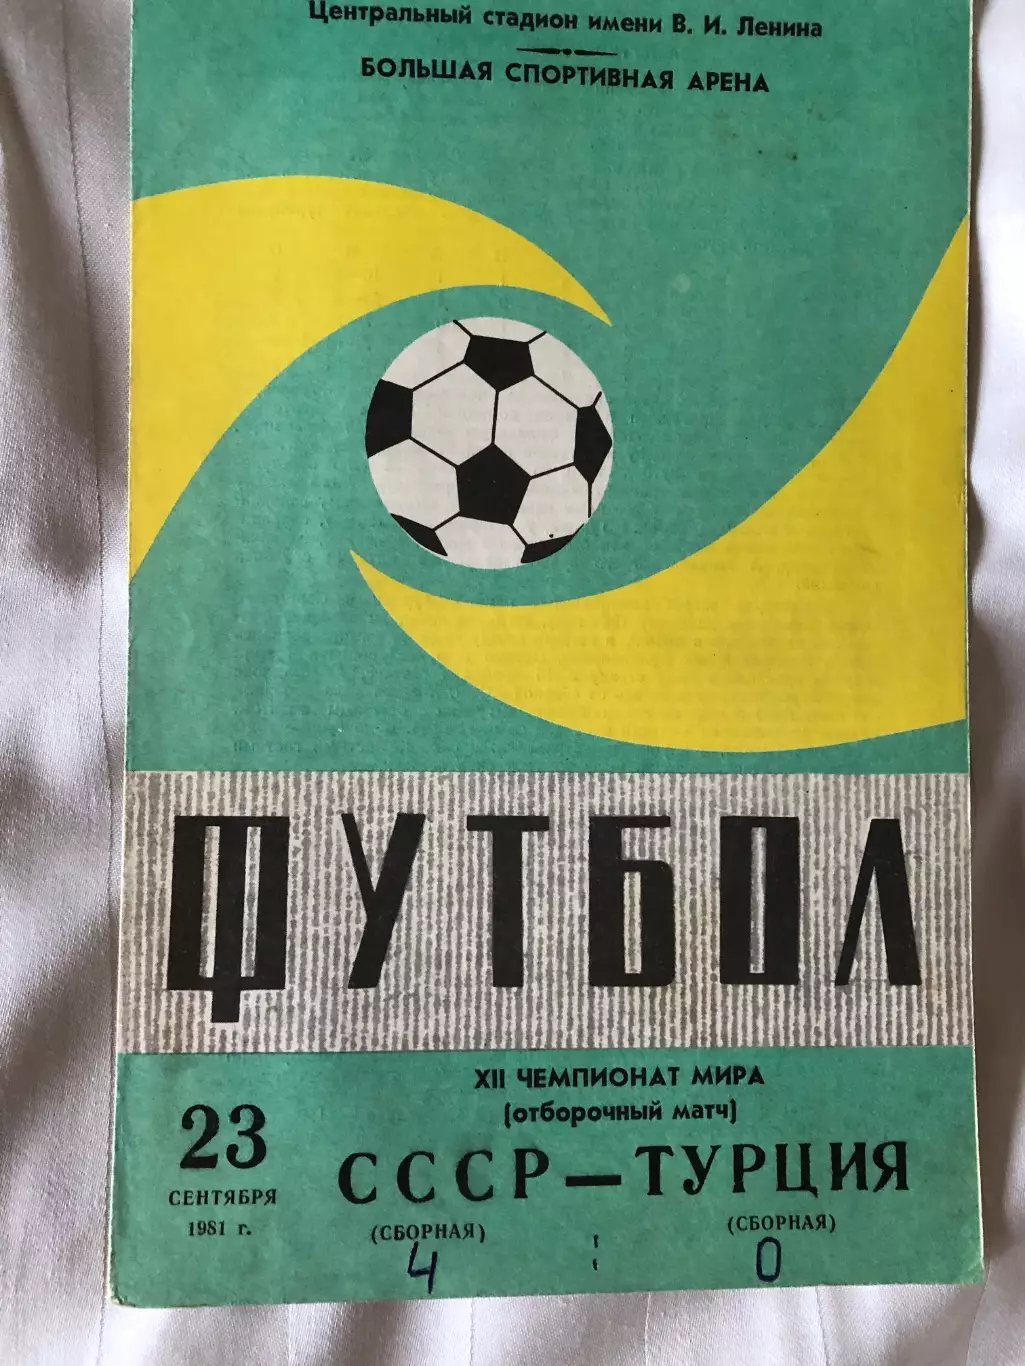 Центральный стадион имени В. И. Ленина
БОЛЬШАЯ СПОРТИВНАЯ АРЕНА
ФУТБОЛ
XII ЧЕМПИОНАТ МИРА
(отборочный матч)
23
СЕНТЯБРЯ
1981 г.
СССР — ТУРЦИЯ
(СБОРНАЯ) (СБОРНАЯ)
4 : 0